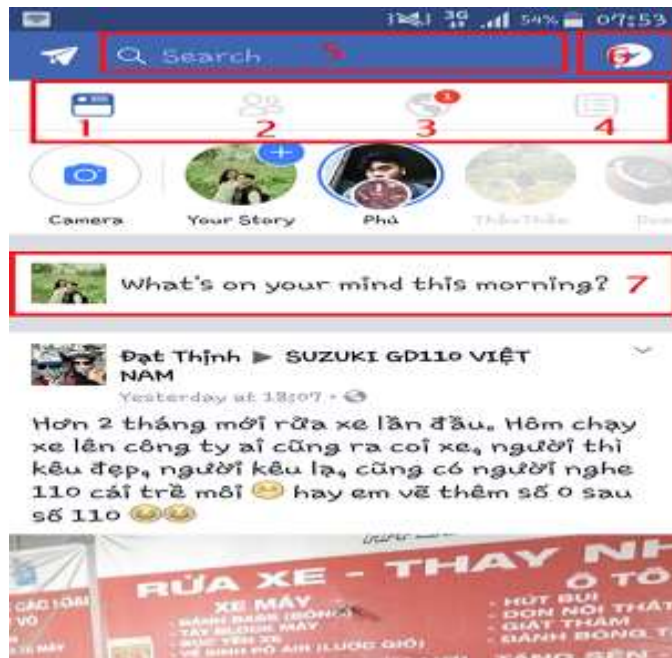 3G 54% 07:53
Search 5 6
1 2 3 4
1
Camera Your Story Phú ThảoThảo
What's on your mind this morning? 7
Đạt Thịnh ▶ SUZUKI GD110 VIỆT
NAM
Yesterday at 18:07 •
Hơn 2 tháng mới rữa xe lần đầu. Hôm chạy
xe lên công ty ai cũng ra coi xe, người thì
kêu đẹp, người kêu lạ, cũng có người nghe
110 cái trề môi 😑 hay em vẽ thêm số 0 sau
số 110 😂😂
RỬA XE - THAY NH
XE MÁY
Ô TÔ
- HÚT BỤI
- DỌN NỘI THẤT
- GIẶT THẢM
- ĐÁNH BÓNG